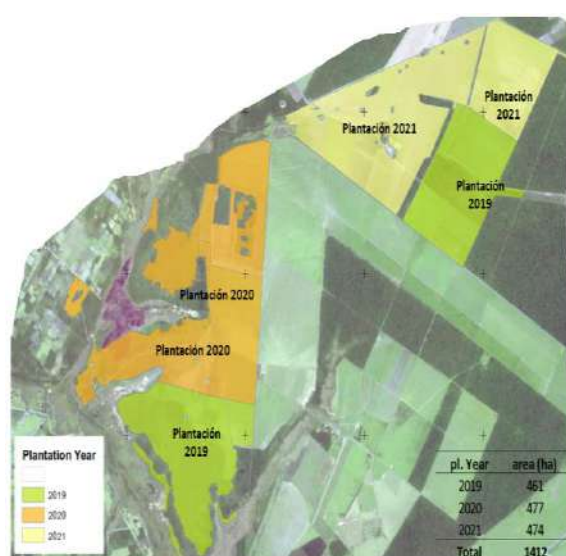 Plantación
2021
Plantación 2021
Plantación
2019
Plantación 2020
Plantación 2020
Plantación
2019
Plantation Year
2019
2020
2021
pl. Year area (ha)
2019 461
2020 477
2021 474
Total 1412